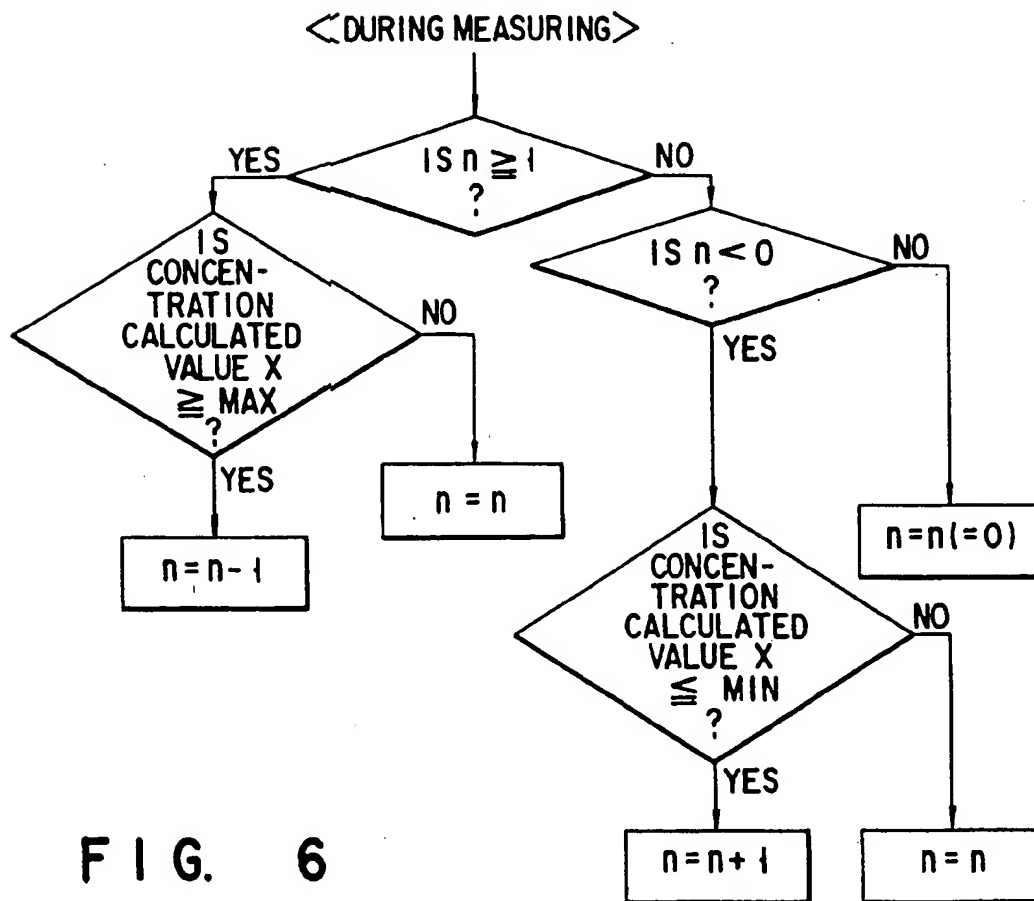 <DURING MEASURING>
IS n ≧ 1
?
YES
NO
IS
CONCEN-
TRATION
CALCULATED
VALUE X
≧ MAX
?
NO
YES
n = n
n = n - 1
IS n < 0
?
NO
YES
n = n (= 0)
IS
CONCEN-
TRATION
CALCULATED
VALUE X
≦ MIN
?
NO
YES
n = n + 1
n = n
FIG. 6